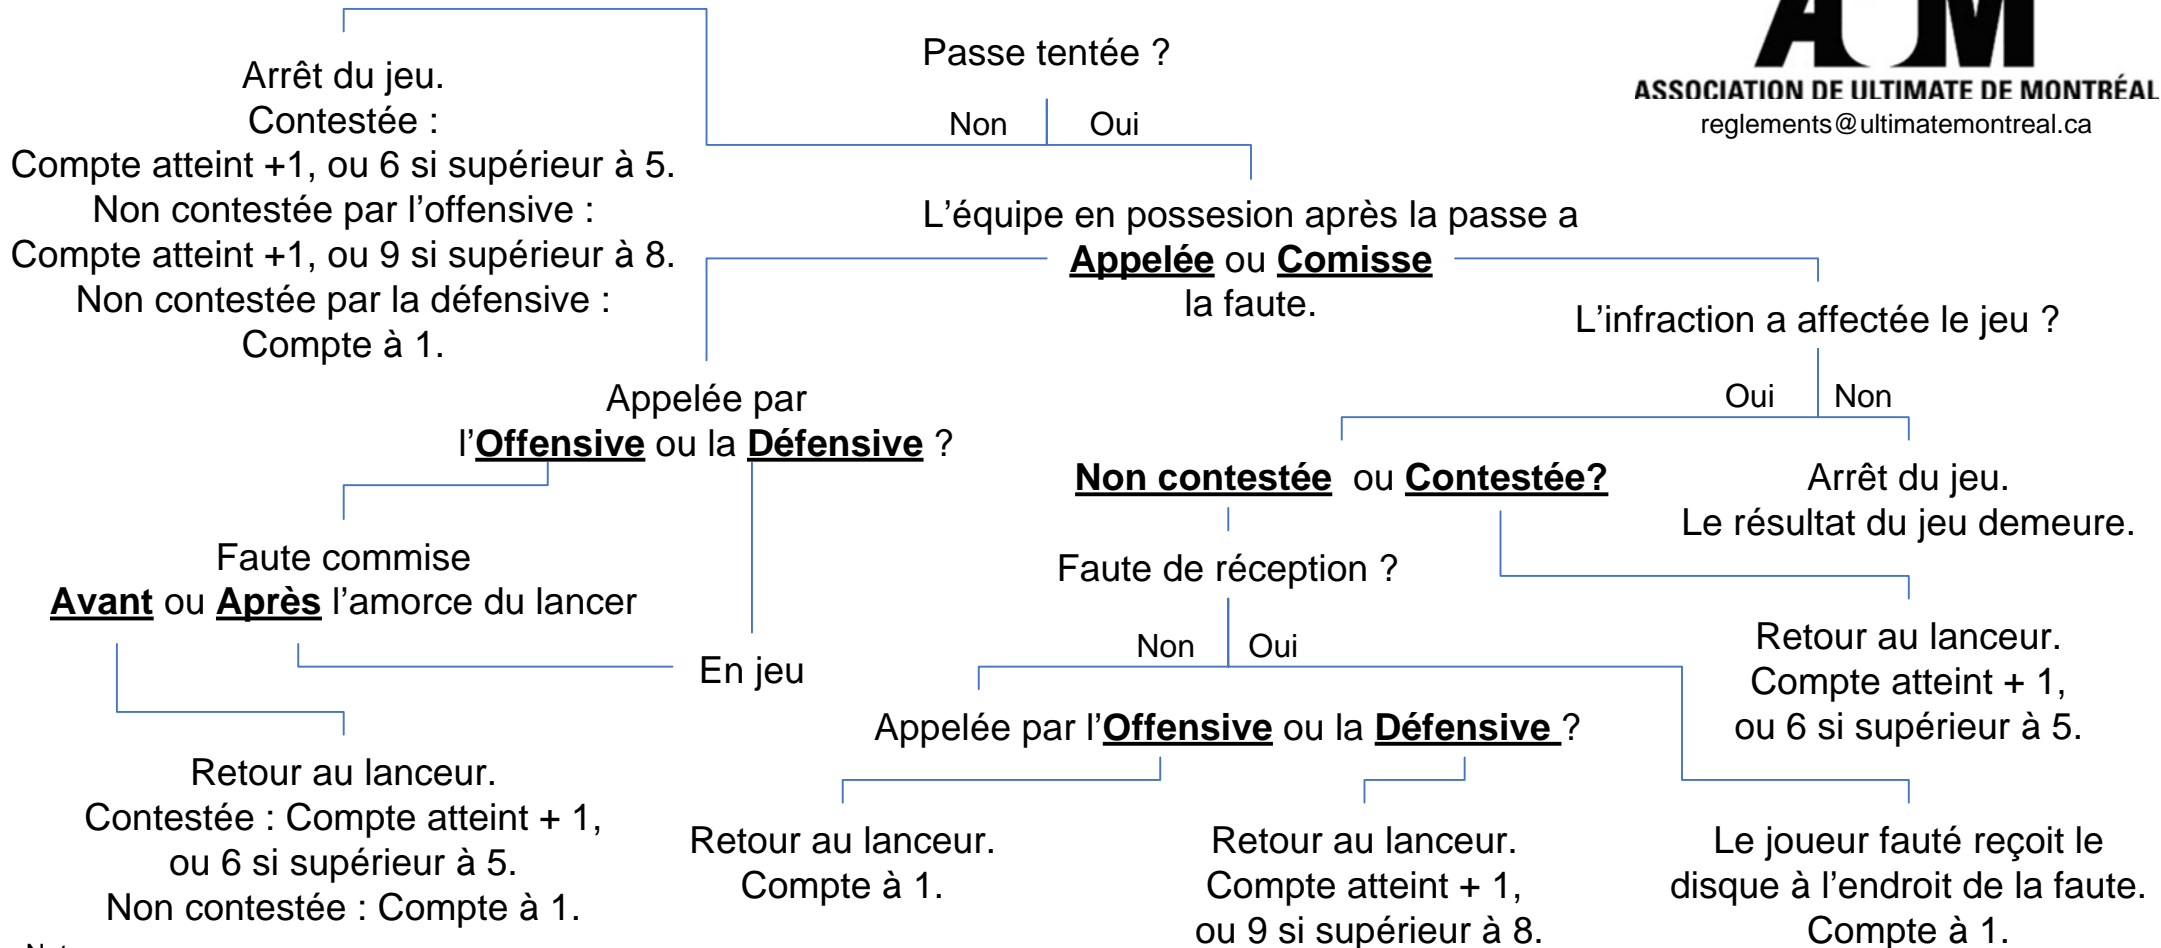 AUM
ASSOCIATION DE ULTIMATE DE MONTRÉAL
reglements@ultimatemontreal.ca
Passe tentée ?
Non
Oui
Arrêt du jeu.
Contestée :
Compte atteint +1, ou 6 si supérieur à 5.
Non contestée par l’offensive :
Compte atteint +1, ou 9 si supérieur à 8.
Non contestée par la défensive :
Compte à 1.
L’équipe en possesion après la passe a
Appelée ou Comisse
la faute.
L’infraction a affectée le jeu ?
Oui
Non
Appelée par
l’Offensive ou la Défensive ?
Non contestée ou Contestée?
Arrêt du jeu.
Le résultat du jeu demeure.
Faute commise
Avant ou Après l’amorce du lancer
Faute de réception ?
Non
Oui
En jeu
Retour au lanceur.
Compte atteint + 1,
ou 6 si supérieur à 5.
Appelée par l’Offensive ou la Défensive ?
Retour au lanceur.
Contestée : Compte atteint + 1,
ou 6 si supérieur à 5.
Non contestée : Compte à 1.
Retour au lanceur.
Compte à 1.
Retour au lanceur.
Compte atteint + 1,
ou 9 si supérieur à 8.
Le joueur fauté reçoit le
disque à l’endroit de la faute.
Compte à 1.